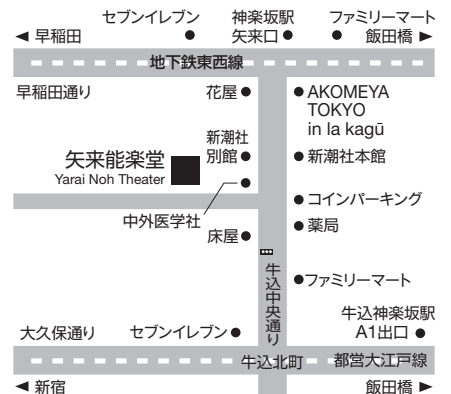 セブンイレブン
神楽坂駅
矢来口
ファミリーマート
◀ 早稲田
飯田橋 ▶
地下鉄東西線
早稲田通り
花屋
AKOMEYA
TOKYO
in la kagū
新潮社
別館
新潮社本館
矢来能楽堂
Yarai Noh Theater
コインパーキング
中外医学社
床屋
薬局
牛込中央通り
ファミリーマート
牛込神楽坂駅
A1出口
大久保通り
セブンイレブン
牛込北町
都営大江戸線
◀ 新宿
飯田橋 ▶